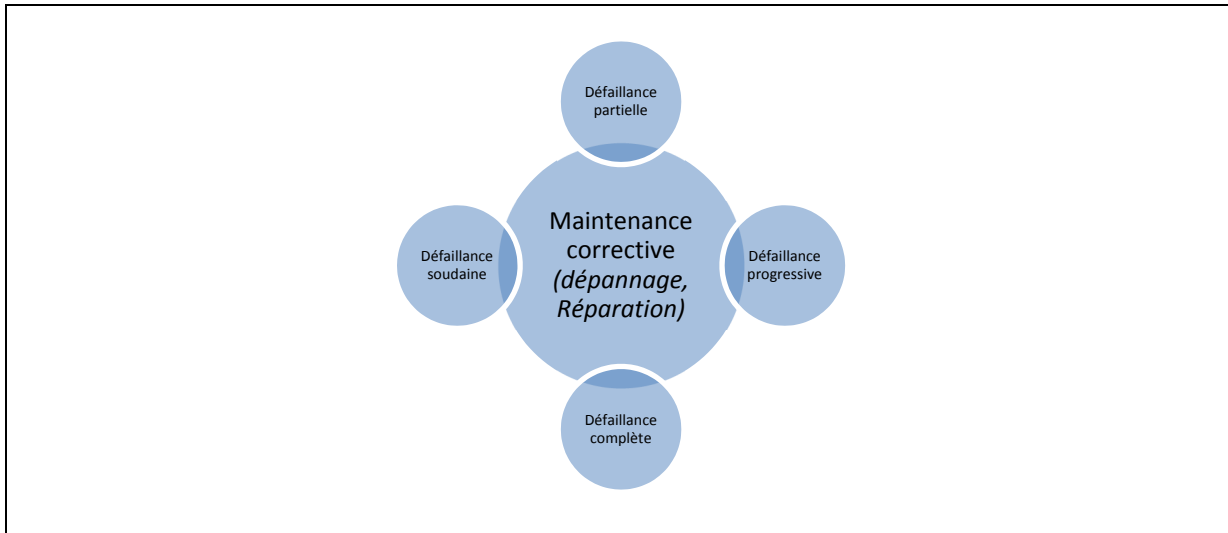 Défaillance
partielle
Maintenance
corrective
(dépannage,
Réparation)
Défaillance
soudaine
Défaillance
progressive
Défaillance
complète